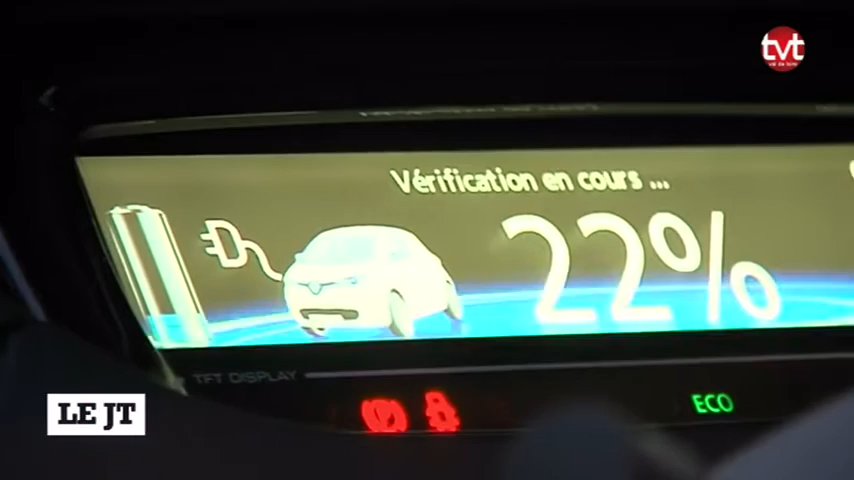 tvt
Vérification en cours ...
22%
TFT DISPLAY
ECO
LE JT